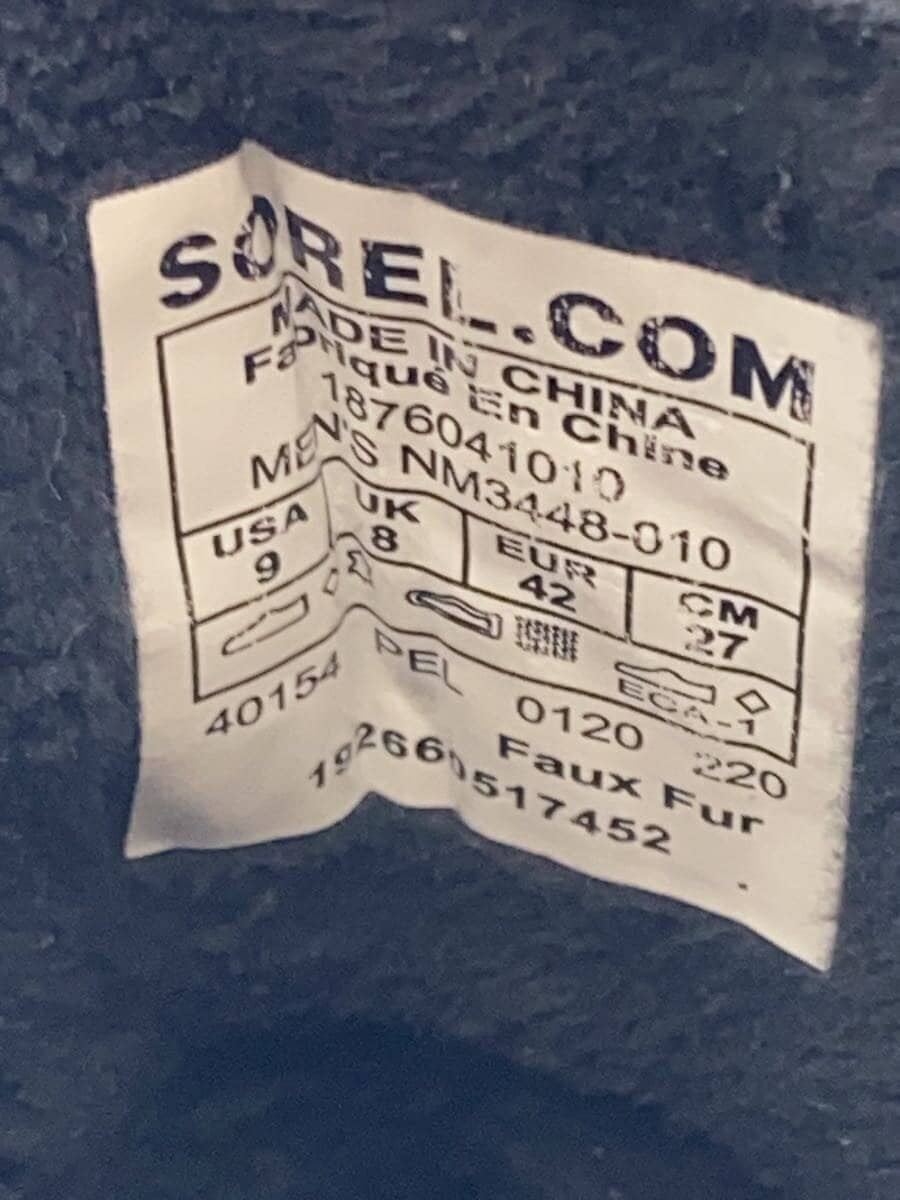 SOREL.COM
MADE IN CHINA
Fabriqué En Chine
1876041010
MEN'S NM3448-010
USA UK EUR CM
9 8 42 27
ECA-1
40154 PEL 0120 220
Faux Fur
192660517452